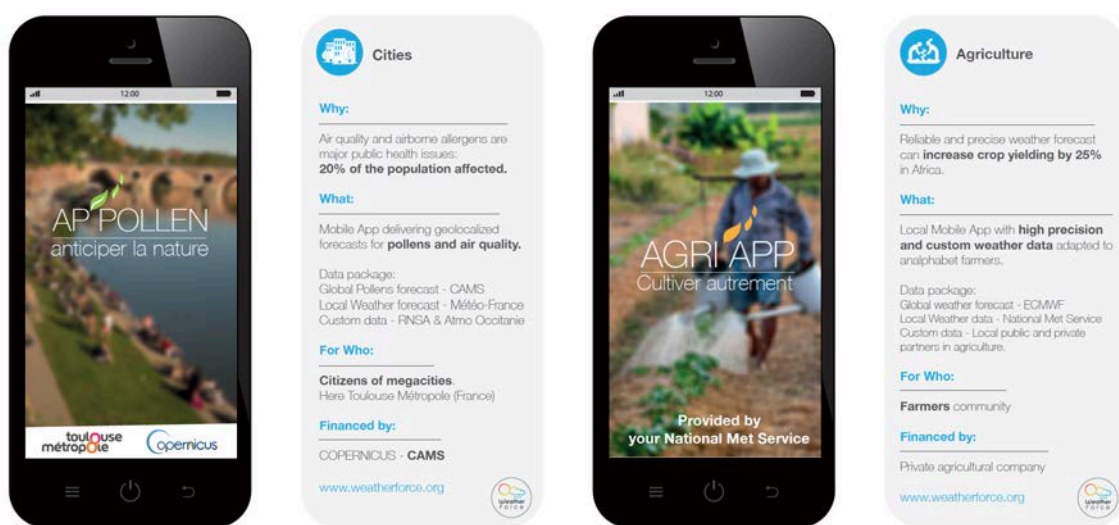 12:00
AP'POLLEN
anticiper la nature
toulouse
métropole
opernicus
Cities
Why:
Air quality and airborne allergens are
major public health issues:
20% of the population affected.
What:
Mobile App delivering geolocalized
forecasts for pollens and air quality.
Data package:
Global Pollens forecast - CAMS
Local Weather forecast - Météo-France
Custom data - RNSA & Atmo Occitanie
For Who:
Citizens of megacities.
Here Toulouse Métropole (France)
Financed by:
COPERNICUS - CAMS
www.weatherforce.org
weather
force
12:00
AGRI APP
Cultiver autrement
Provided by
your National Met Service
Agriculture
Why:
Reliable and precise weather forecast
can increase crop yielding by 25%
in Africa.
What:
Local Mobile App with high precision
and custom weather data adapted to
analphabet farmers.
Data package:
Global weather forecast - ECMWF
Local Weather data - National Met Service
Custom data - Local public and private
partners in agriculture.
For Who:
Farmers community
Financed by:
Private agricultural company
www.weatherforce.org
weather
force